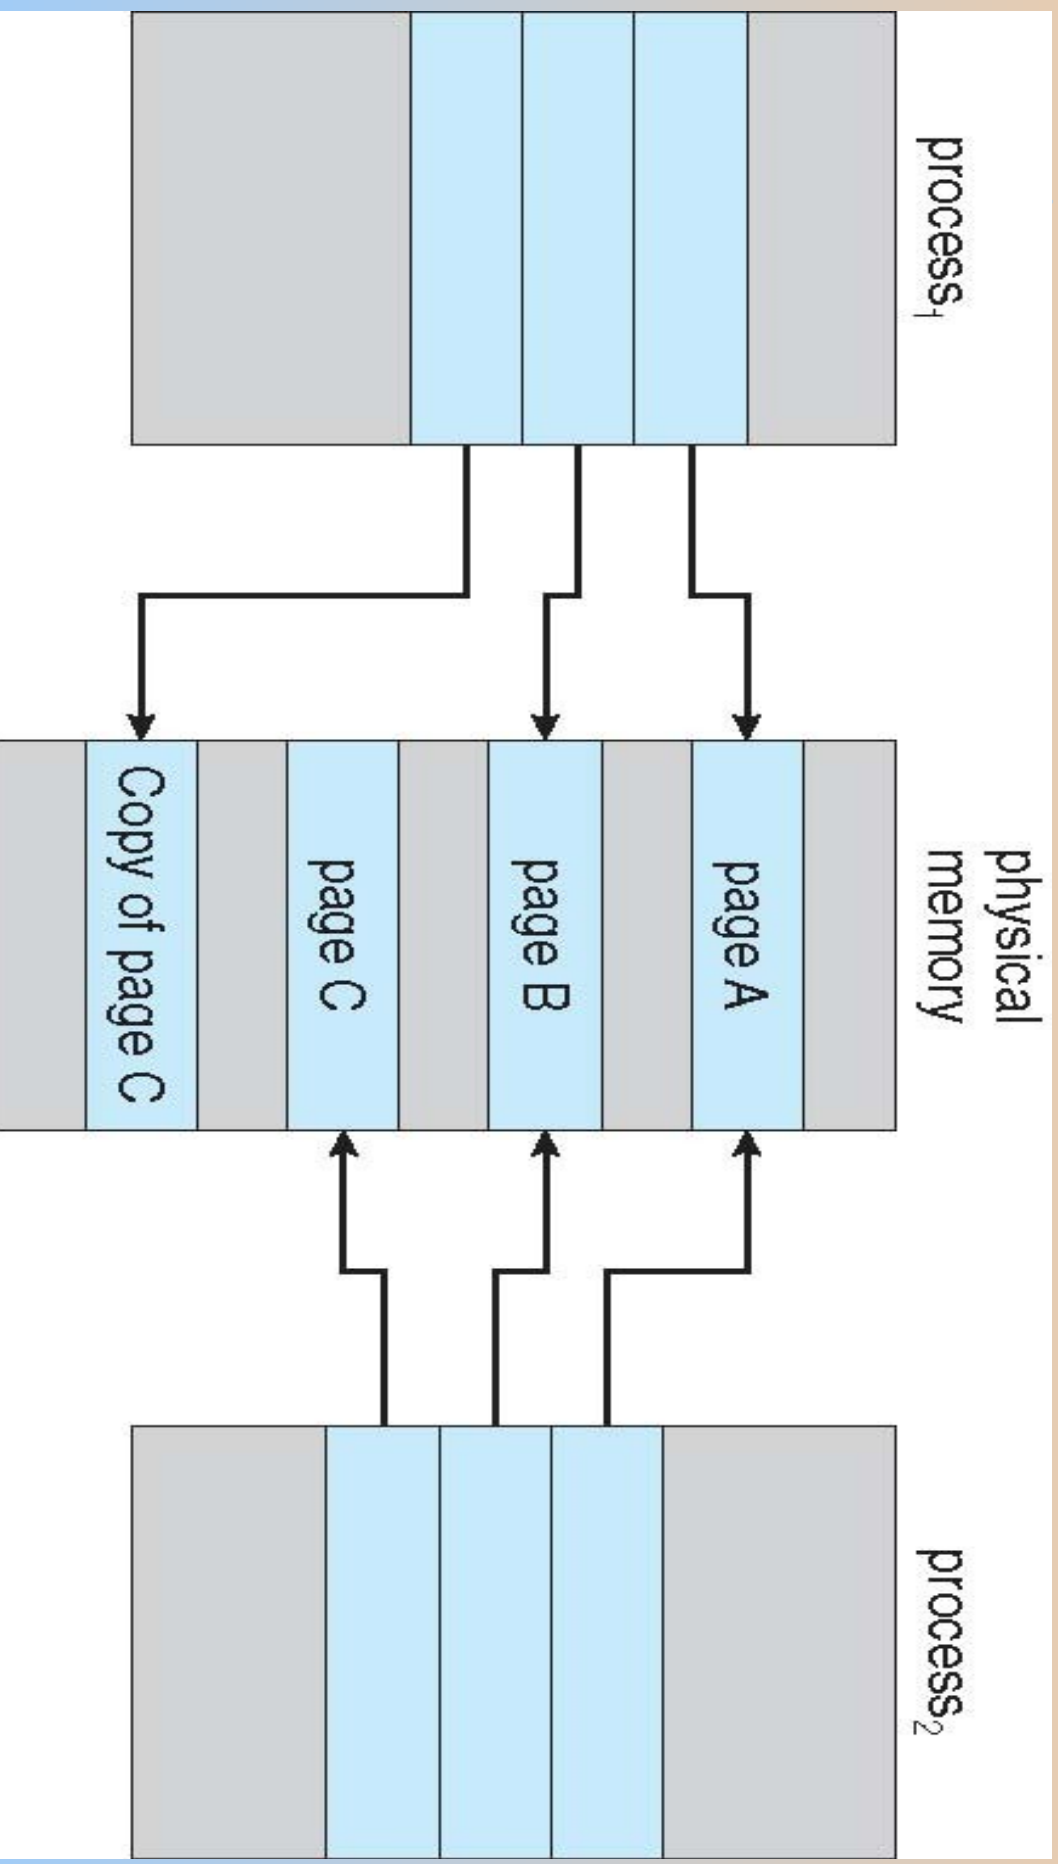 process₁
physical
memory
process₂
page A
page B
page C
Copy of page C